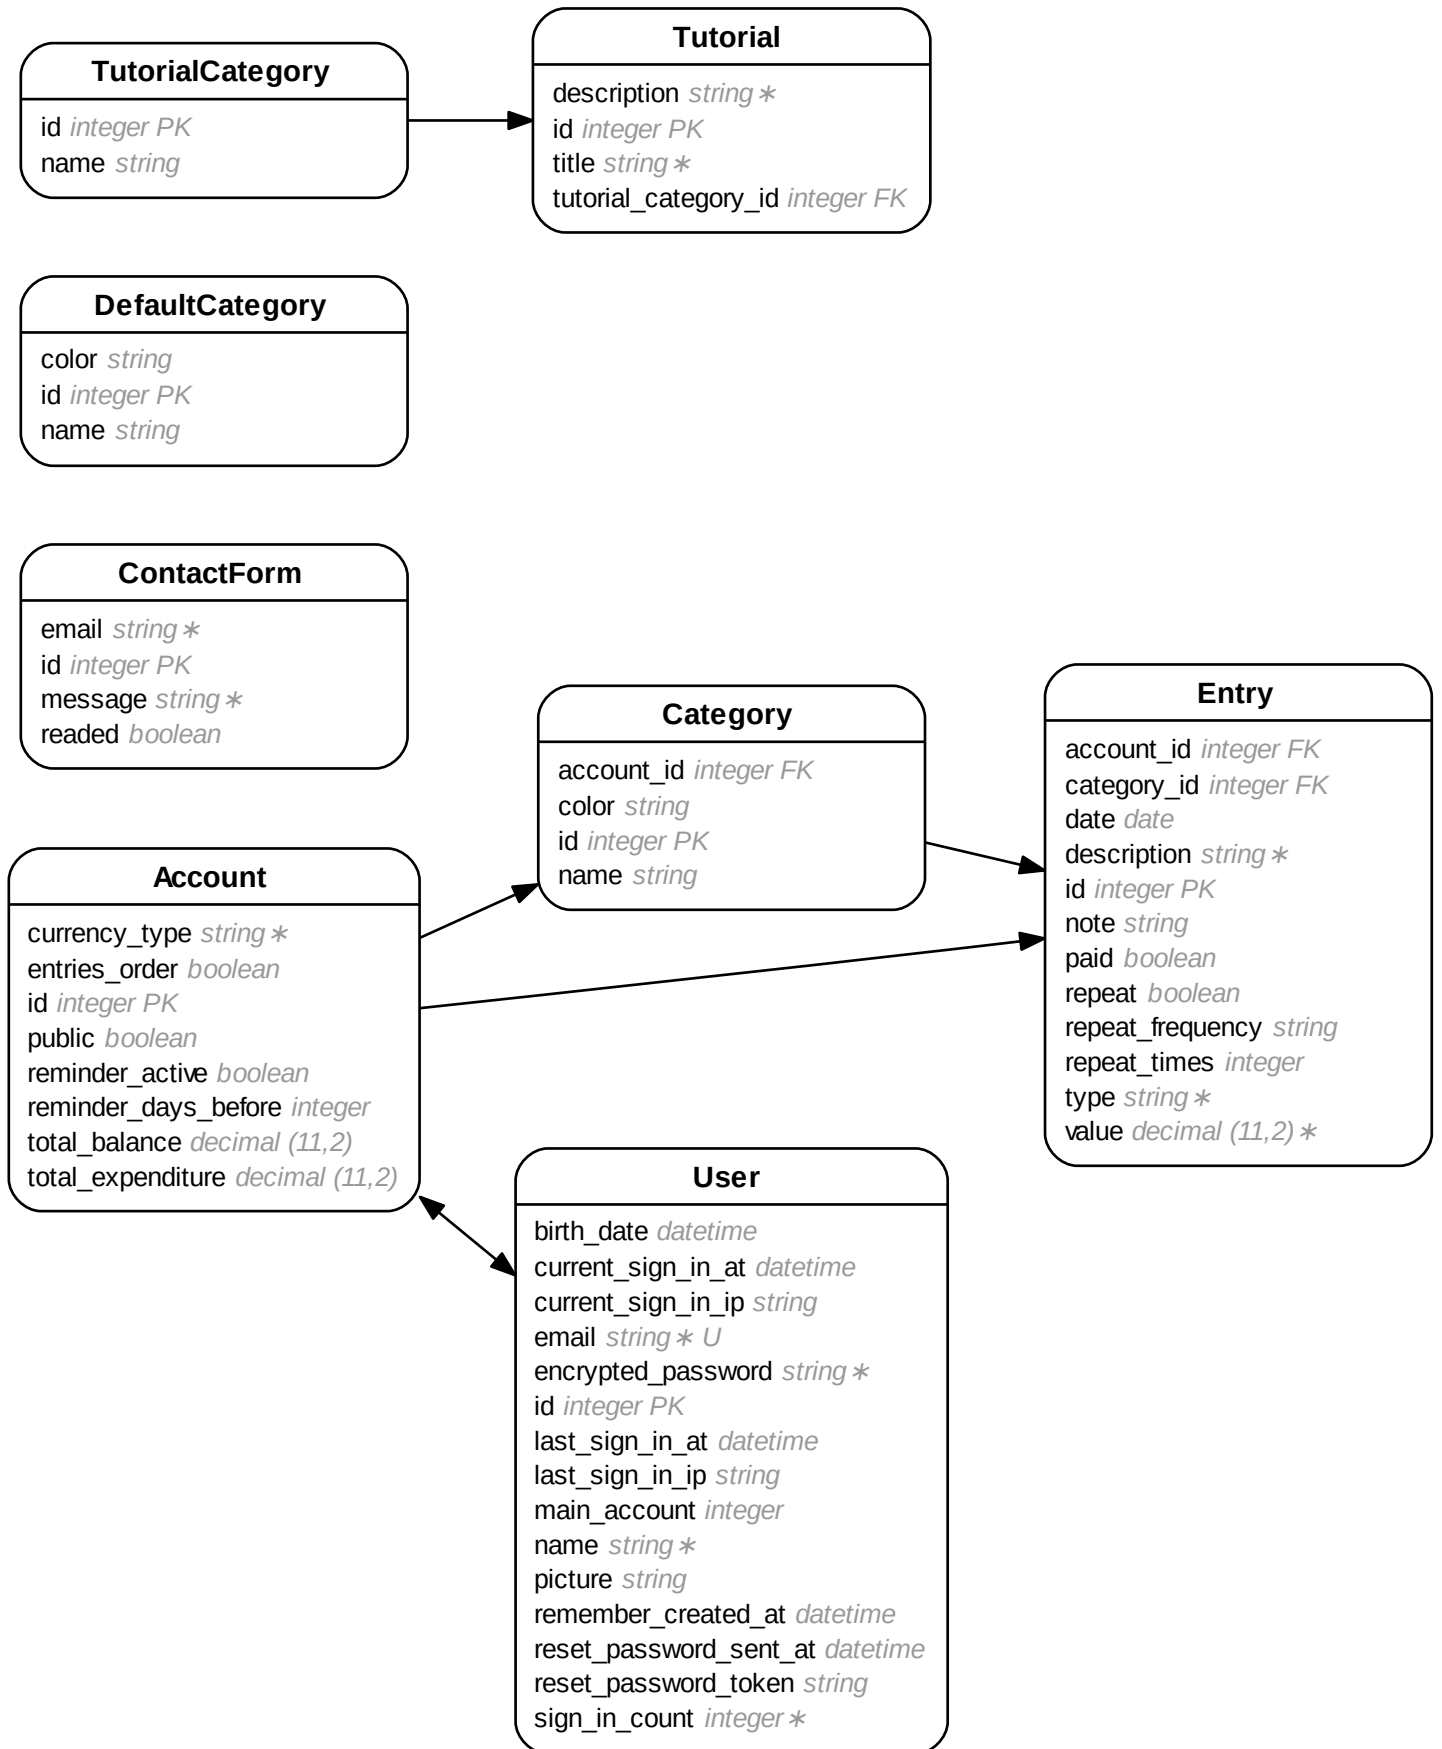 TutorialCategory
id integer PK
name string
Tutorial
description string ∗
id integer PK
title string ∗
tutorial_category_id integer FK
DefaultCategory
color string
id integer PK
name string
ContactForm
email string ∗
id integer PK
message string ∗
readed boolean
Category
account_id integer FK
color string
id integer PK
name string
Entry
account_id integer FK
category_id integer FK
date date
description string ∗
id integer PK
note string
paid boolean
repeat boolean
repeat_frequency string
repeat_times integer
type string ∗
value decimal (11,2) ∗
Account
currency_type string ∗
entries_order boolean
id integer PK
public boolean
reminder_active boolean
reminder_days_before integer
total_balance decimal (11,2)
total_expenditure decimal (11,2)
User
birth_date datetime
current_sign_in_at datetime
current_sign_in_ip string
email string ∗ U
encrypted_password string ∗
id integer PK
last_sign_in_at datetime
last_sign_in_ip string
main_account integer
name string ∗
picture string
remember_created_at datetime
reset_password_sent_at datetime
reset_password_token string
sign_in_count integer ∗